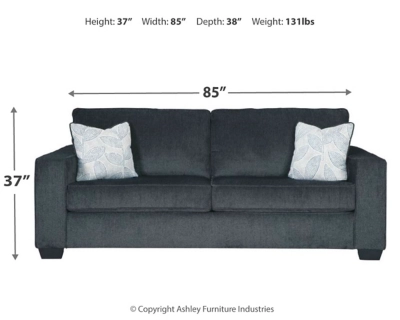 Height: 37” Width: 85” Depth: 38” Weight: 131lbs
85”
37”
© Copyright Ashley Furniture Industries